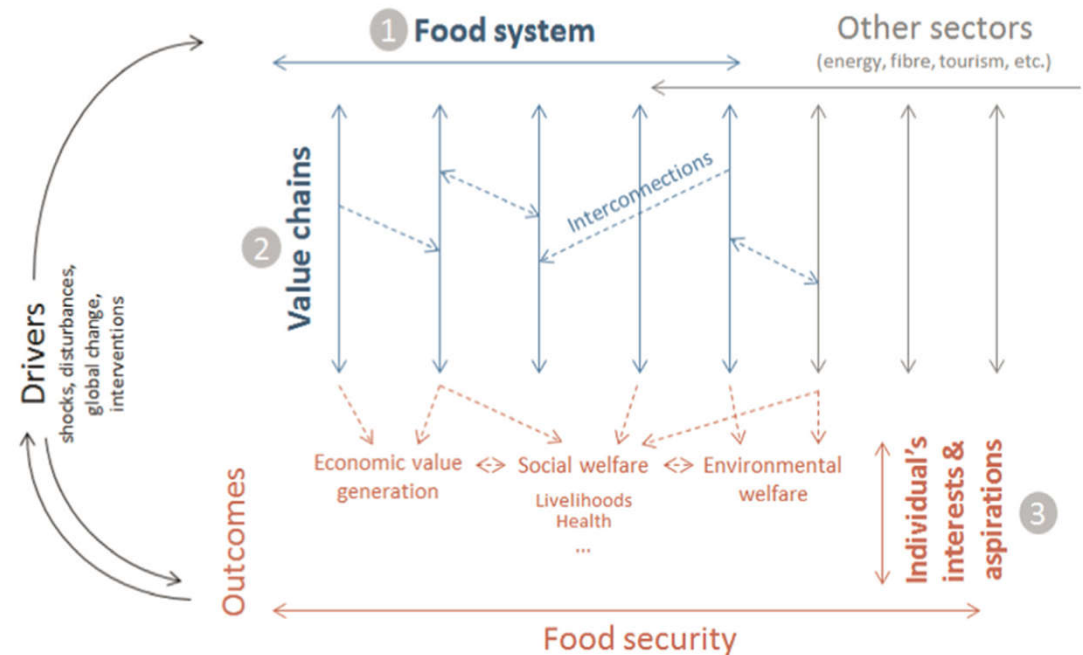 1 Food system
Other sectors
(energy, fibre, tourism, etc.)
2 Value chains
Interconnections
Drivers
shocks, disturbances,
global change,
interventions
Economic value
generation
Social welfare
Livelihoods
Health
...
Environmental
welfare
Outcomes
Individual's
interests &
aspirations
3
Food security